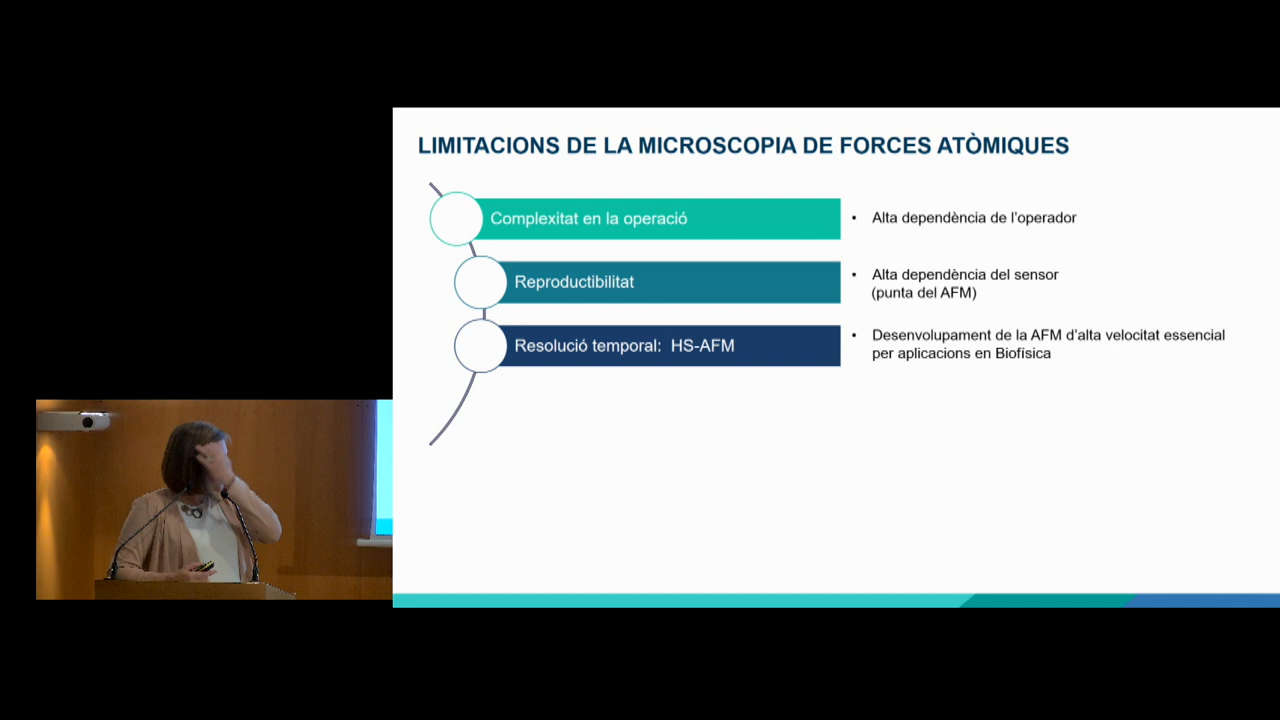 LIMITACIONS DE LA MICROSCOPIA DE FORCES ATÒMIQUES
Complexitat en la operació
• Alta dependència de l'operador
Reproductibilitat
• Alta dependència del sensor
(punta del AFM)
Resolució temporal: HS-AFM
• Desenvolupament de la AFM d'alta velocitat essencial
per aplicacions en Biofísica